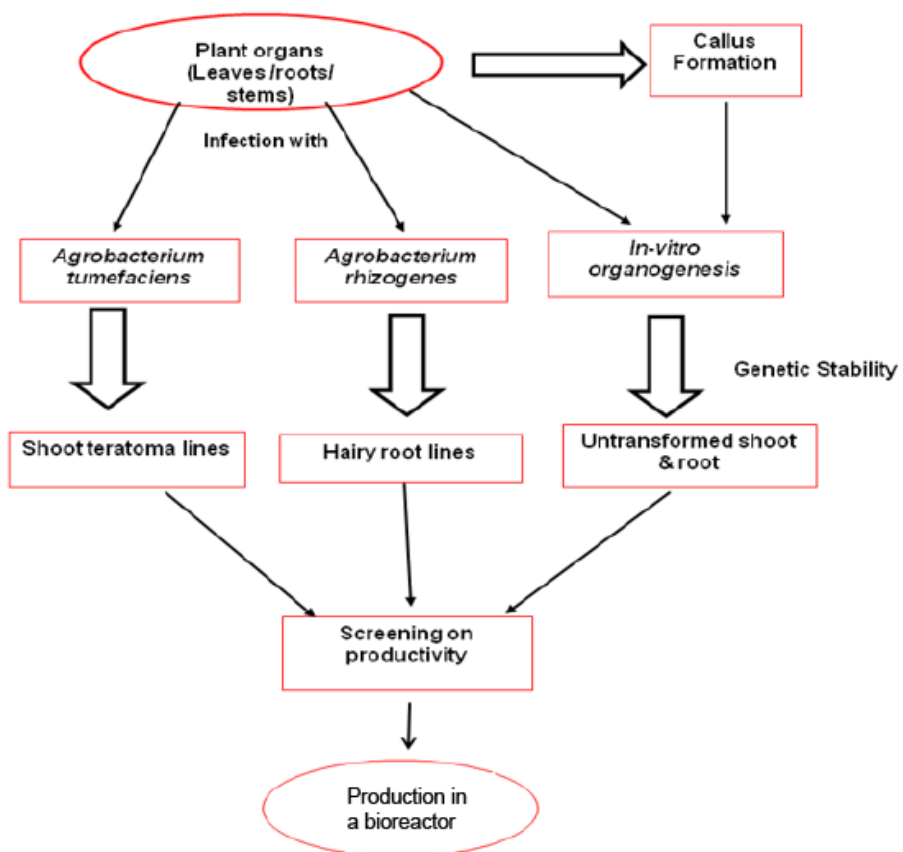 Plant organs
(Leaves/roots/
stems)
Callus
Formation
Infection with
Agrobacterium
tumefaciens
Agrobacterium
rhizogenes
In-vitro
organogenesis
Genetic Stability
Shoot teratoma lines
Hairy root lines
Untransformed shoot
& root
Screening on
productivity
Production in
a bioreactor